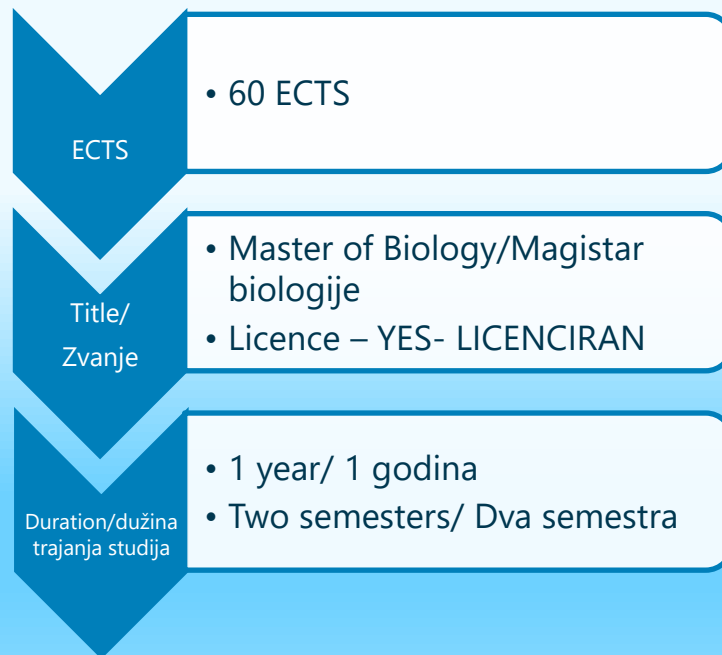 ECTS
• 60 ECTS
Title/
Zvanje
• Master of Biology/Magistar
biologije
• Licence – YES- LICENCIRAN
Duration/dužina
trajanja studija
• 1 year/ 1 godina
• Two semesters/ Dva semestra